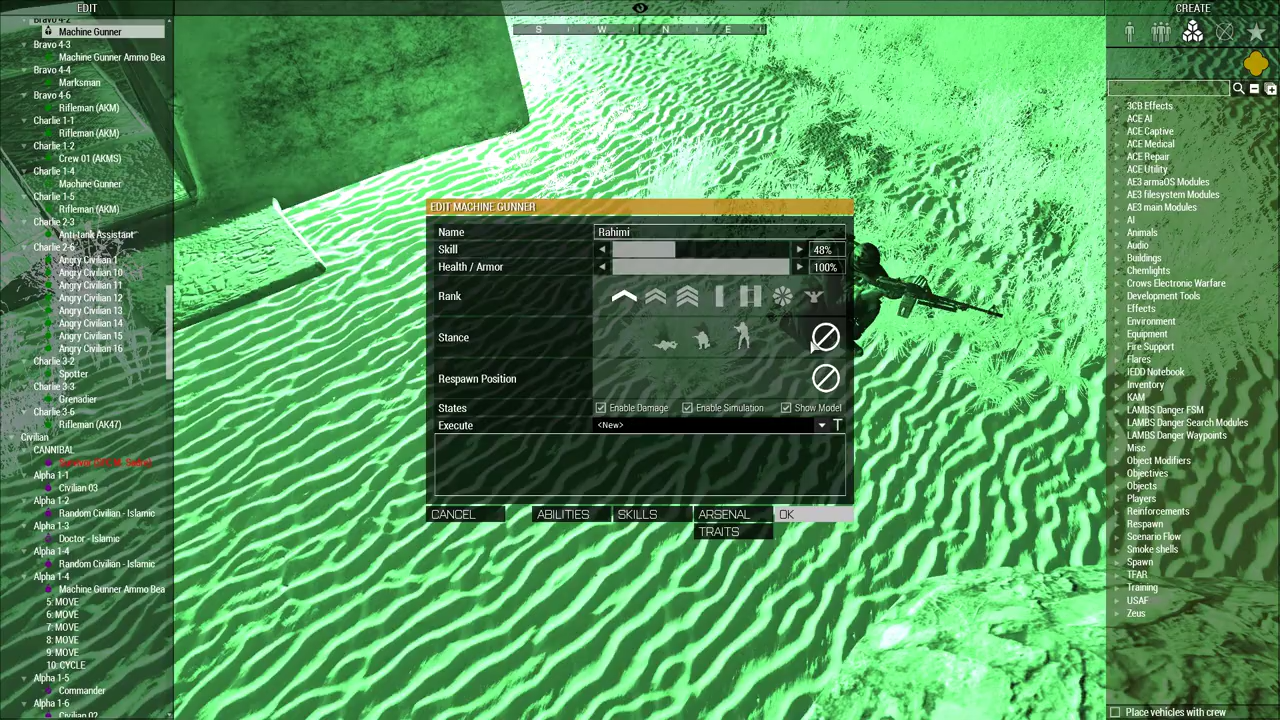 EDIT
Bravo 4-2
Machine Gunner
Bravo 4-3
Machine Gunner Ammo Bea
Bravo 4-4
Marksman
Bravo 4-6
Rifleman (AKM)
Charlie 1-1
Rifleman (AKM)
Charlie 1-2
Crew 01 (AKMS)
Charlie 1-4
Machine Gunner
Charlie 1-5
Rifleman (AKM)
Charlie 2-3
Anti-tank Assistant
Charlie 2-6
Angry Civilian 1
Angry Civilian 10
Angry Civilian 11
Angry Civilian 12
Angry Civilian 13
Angry Civilian 14
Angry Civilian 15
Angry Civilian 16
Charlie 3-2
Spotter
Charlie 3-3
Grenadier
Charlie 3-6
Rifleman (AK47)
Civilian
CANNIBAL
Alpha 1-1
Civilian 03
Alpha 1-2
Random Civilian - Islamic
Alpha 1-3
Doctor - Islamic
Alpha 1-4
Random Civilian - Islamic
Alpha 1-4
Machine Gunner Ammo Bea
5: MOVE
6: MOVE
7: MOVE
8: MOVE
9: MOVE
10: CYCLE
Alpha 1-5
Commander
Alpha 1-6
Civilian 02
S W N E
EDIT MACHINE GUNNER
Name Rahimi
Skill 48%
Health / Armor 100%
Rank
Stance
Respawn Position
States Enable Damage Enable Simulation Show Model
Execute <New> T
CANCEL ABILITIES SKILLS ARSENAL OK
TRAITS
CREATE
3CB Effects
ACE AI
ACE Captive
ACE Medical
ACE Repair
ACE Utility
AE3 armaOS Modules
AE3 filesystem Modules
AE3 main Modules
AI
Animals
Audio
Buildings
Chemlights
Crows Electronic Warfare
Development Tools
Effects
Environment
Equipment
Fire Support
Flares
IEDD Notebook
Inventory
KAM
LAMBS Danger FSM
LAMBS Danger Search Modules
LAMBS Danger Waypoints
Misc
Object Modifiers
Objectives
Objects
Players
Reinforcements
Respawn
Scenario Flow
Smoke shells
Spawn
TFAR
Training
USAF
Zeus
Place vehicles with crew